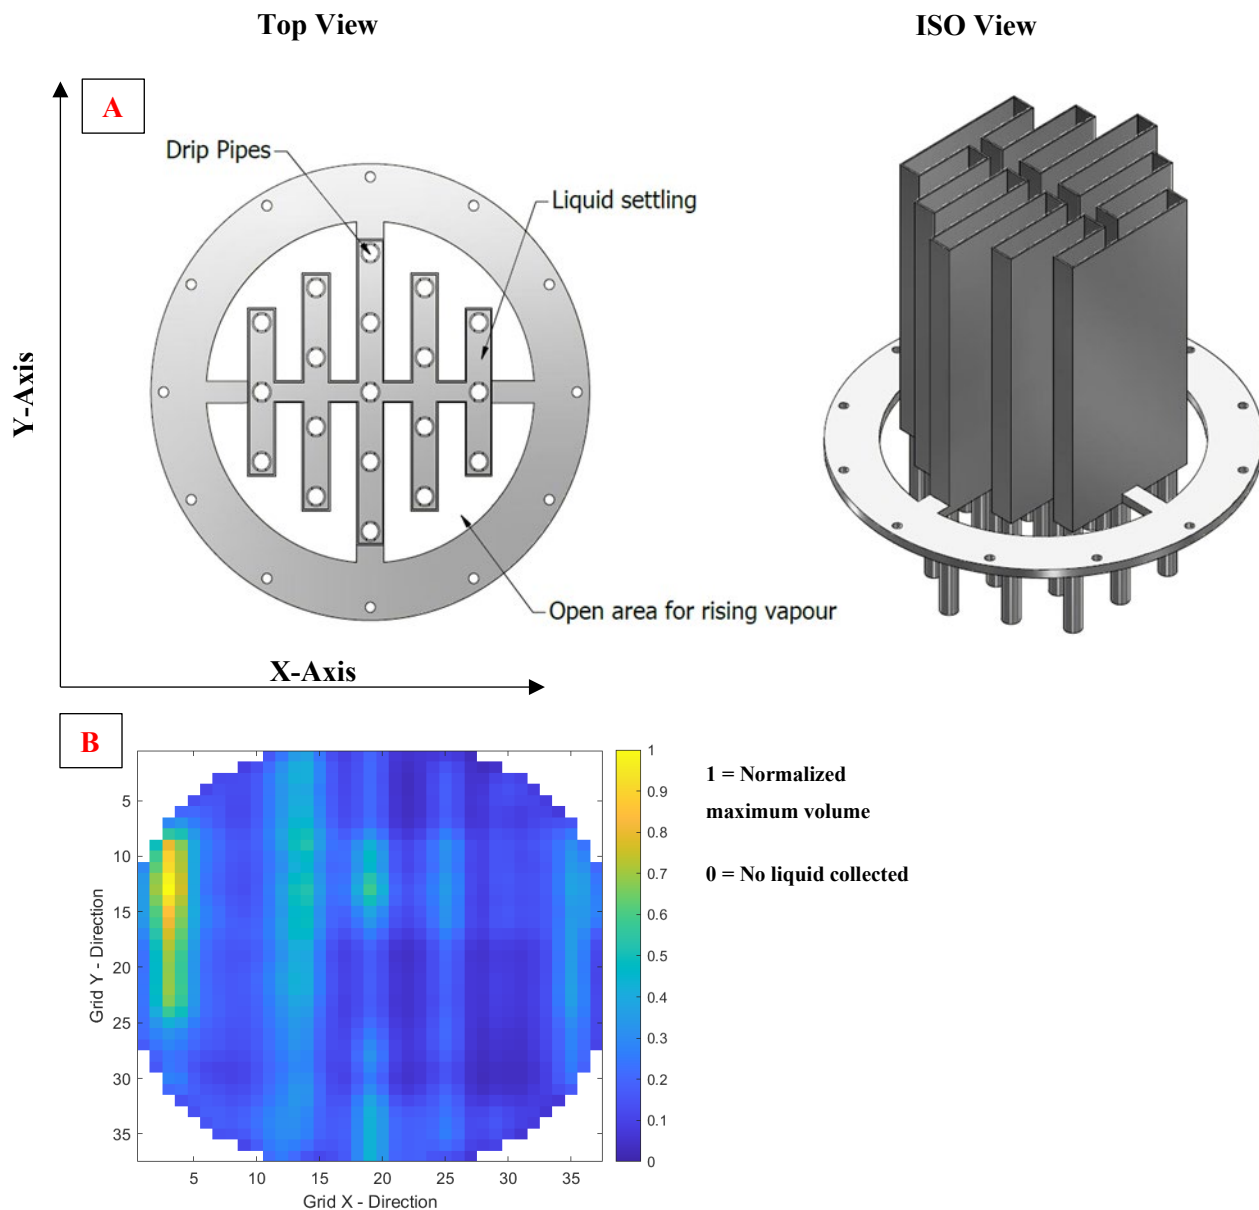 Top View
ISO View
A
Drip Pipes
Liquid settling
Y-Axis
Open area for rising vapour
X-Axis
B
5
10
15
20
25
30
35
Grid Y - Direction
5
10
15
20
25
30
35
Grid X - Direction
1
0.9
0.8
0.7
0.6
0.5
0.4
0.3
0.2
0.1
0
1 = Normalized
maximum volume
0 = No liquid collected